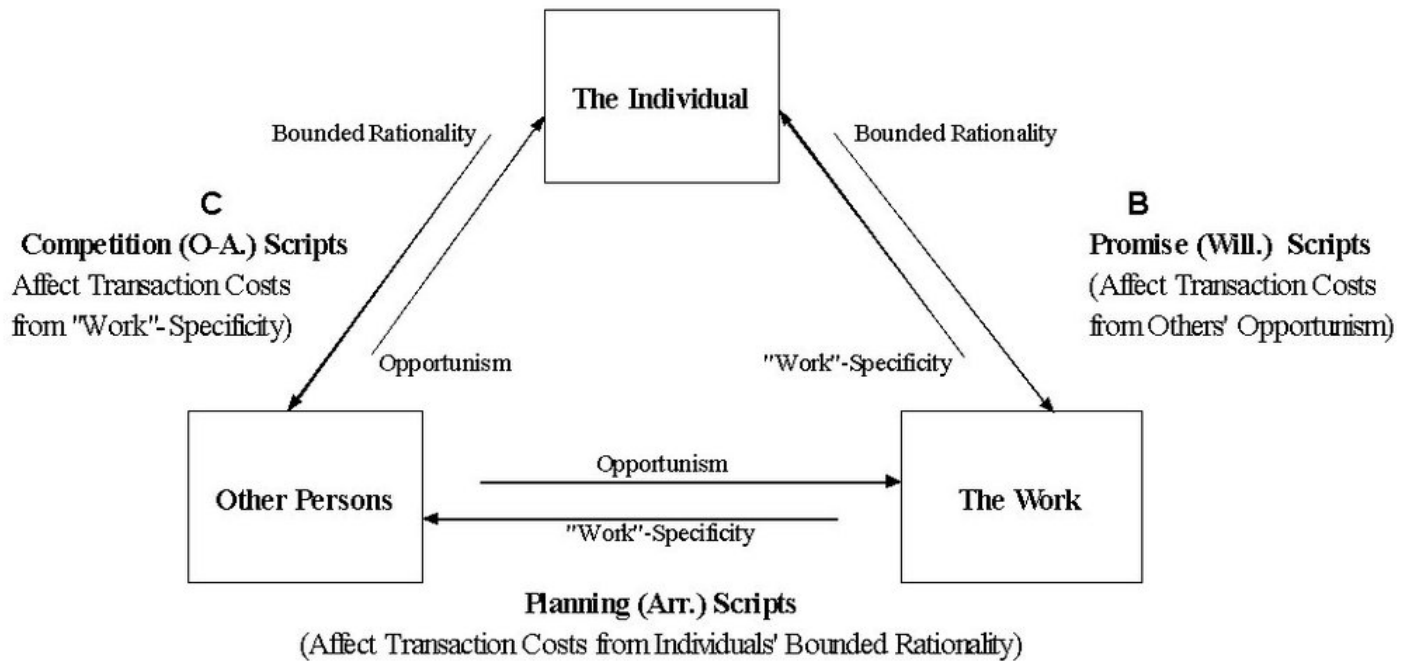 The Individual
Bounded Rationality
Bounded Rationality
C
Competition (O-A.) Scripts
Affect Transaction Costs
from "Work"-Specificity)
B
Promise (Will.) Scripts
(Affect Transaction Costs
from Others' Opportunism)
Opportunism
"Work"-Specificity
Other Persons
Opportunism
"Work"-Specificity
The Work
Planning (Arr.) Scripts
(Affect Transaction Costs from Individuals' Bounded Rationality)